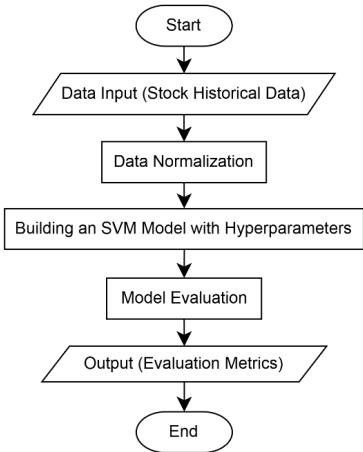 Start
Data Input (Stock Historical Data)
Data Normalization
Building an SVM Model with Hyperparameters
Model Evaluation
Output (Evaluation Metrics)
End